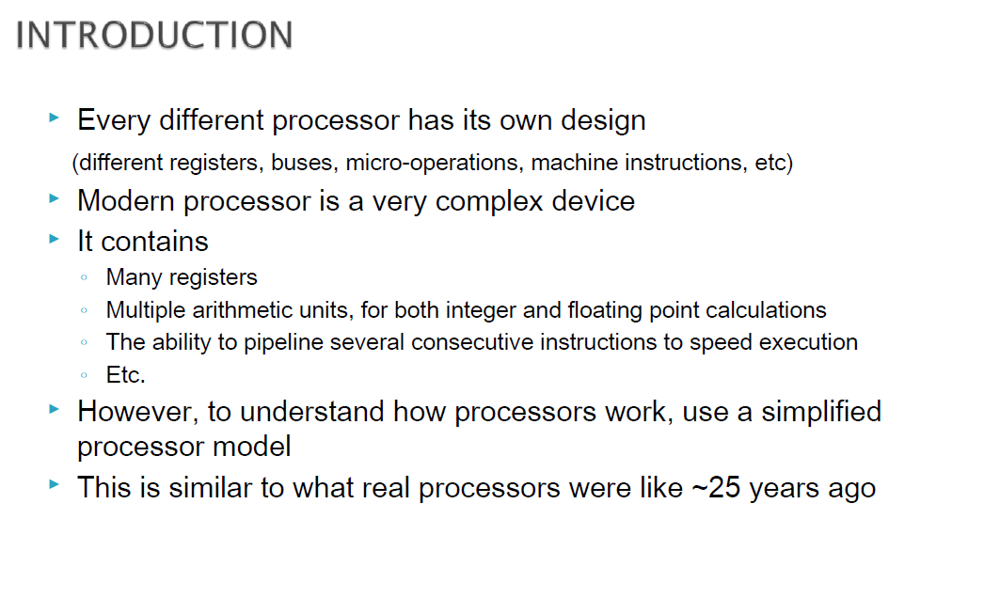 INTRODUCTION
Every different processor has its own design
(different registers, buses, micro-operations, machine instructions, etc)
Modern processor is a very complex device
It contains
Many registers
Multiple arithmetic units, for both integer and floating point calculations
The ability to pipeline several consecutive instructions to speed execution
Etc.
However, to understand how processors work, use a simplified
processor model
This is similar to what real processors were like ~25 years ago